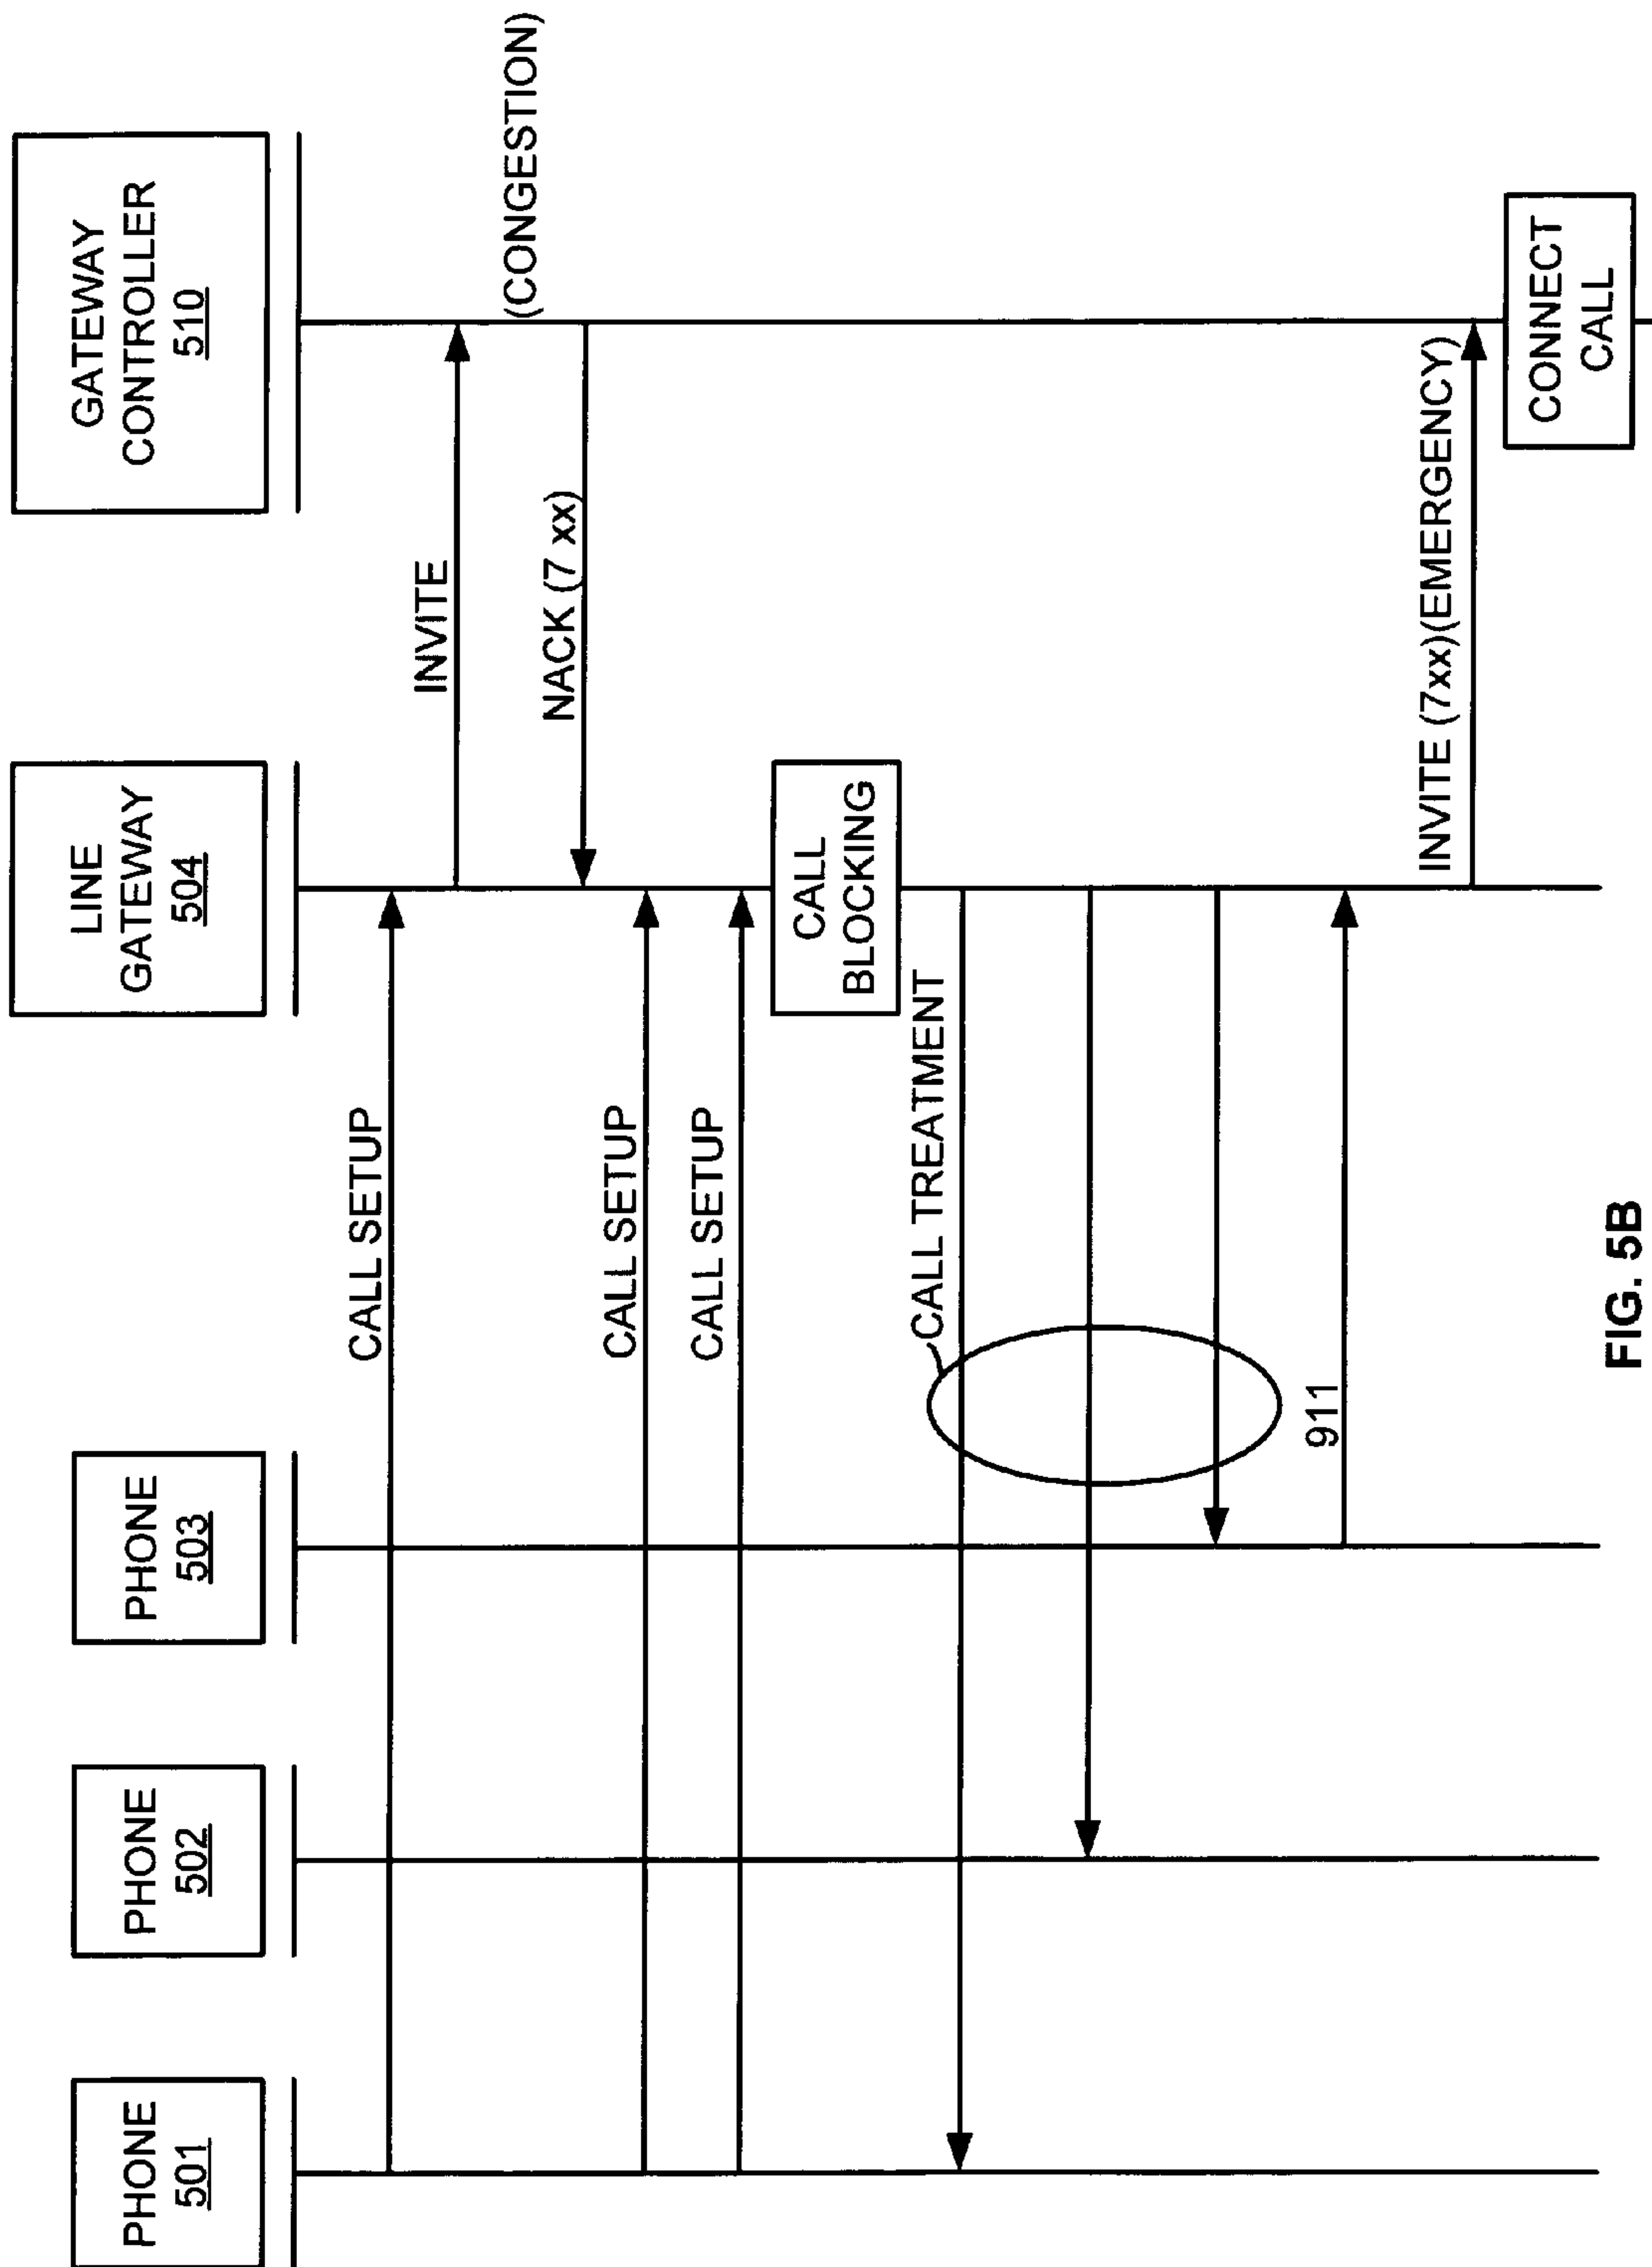 PHONE
501
PHONE
502
PHONE
503
LINE
GATEWAY
504
GATEWAY
CONTROLLER
510
CALL SETUP
INVITE
(CONGESTION)
NACK (7 xx)
CALL SETUP
CALL SETUP
CALL
BLOCKING
CALL TREATMENT
911
INVITE (7xx)(EMERGENCY)
CONNECT
CALL
FIG. 5B